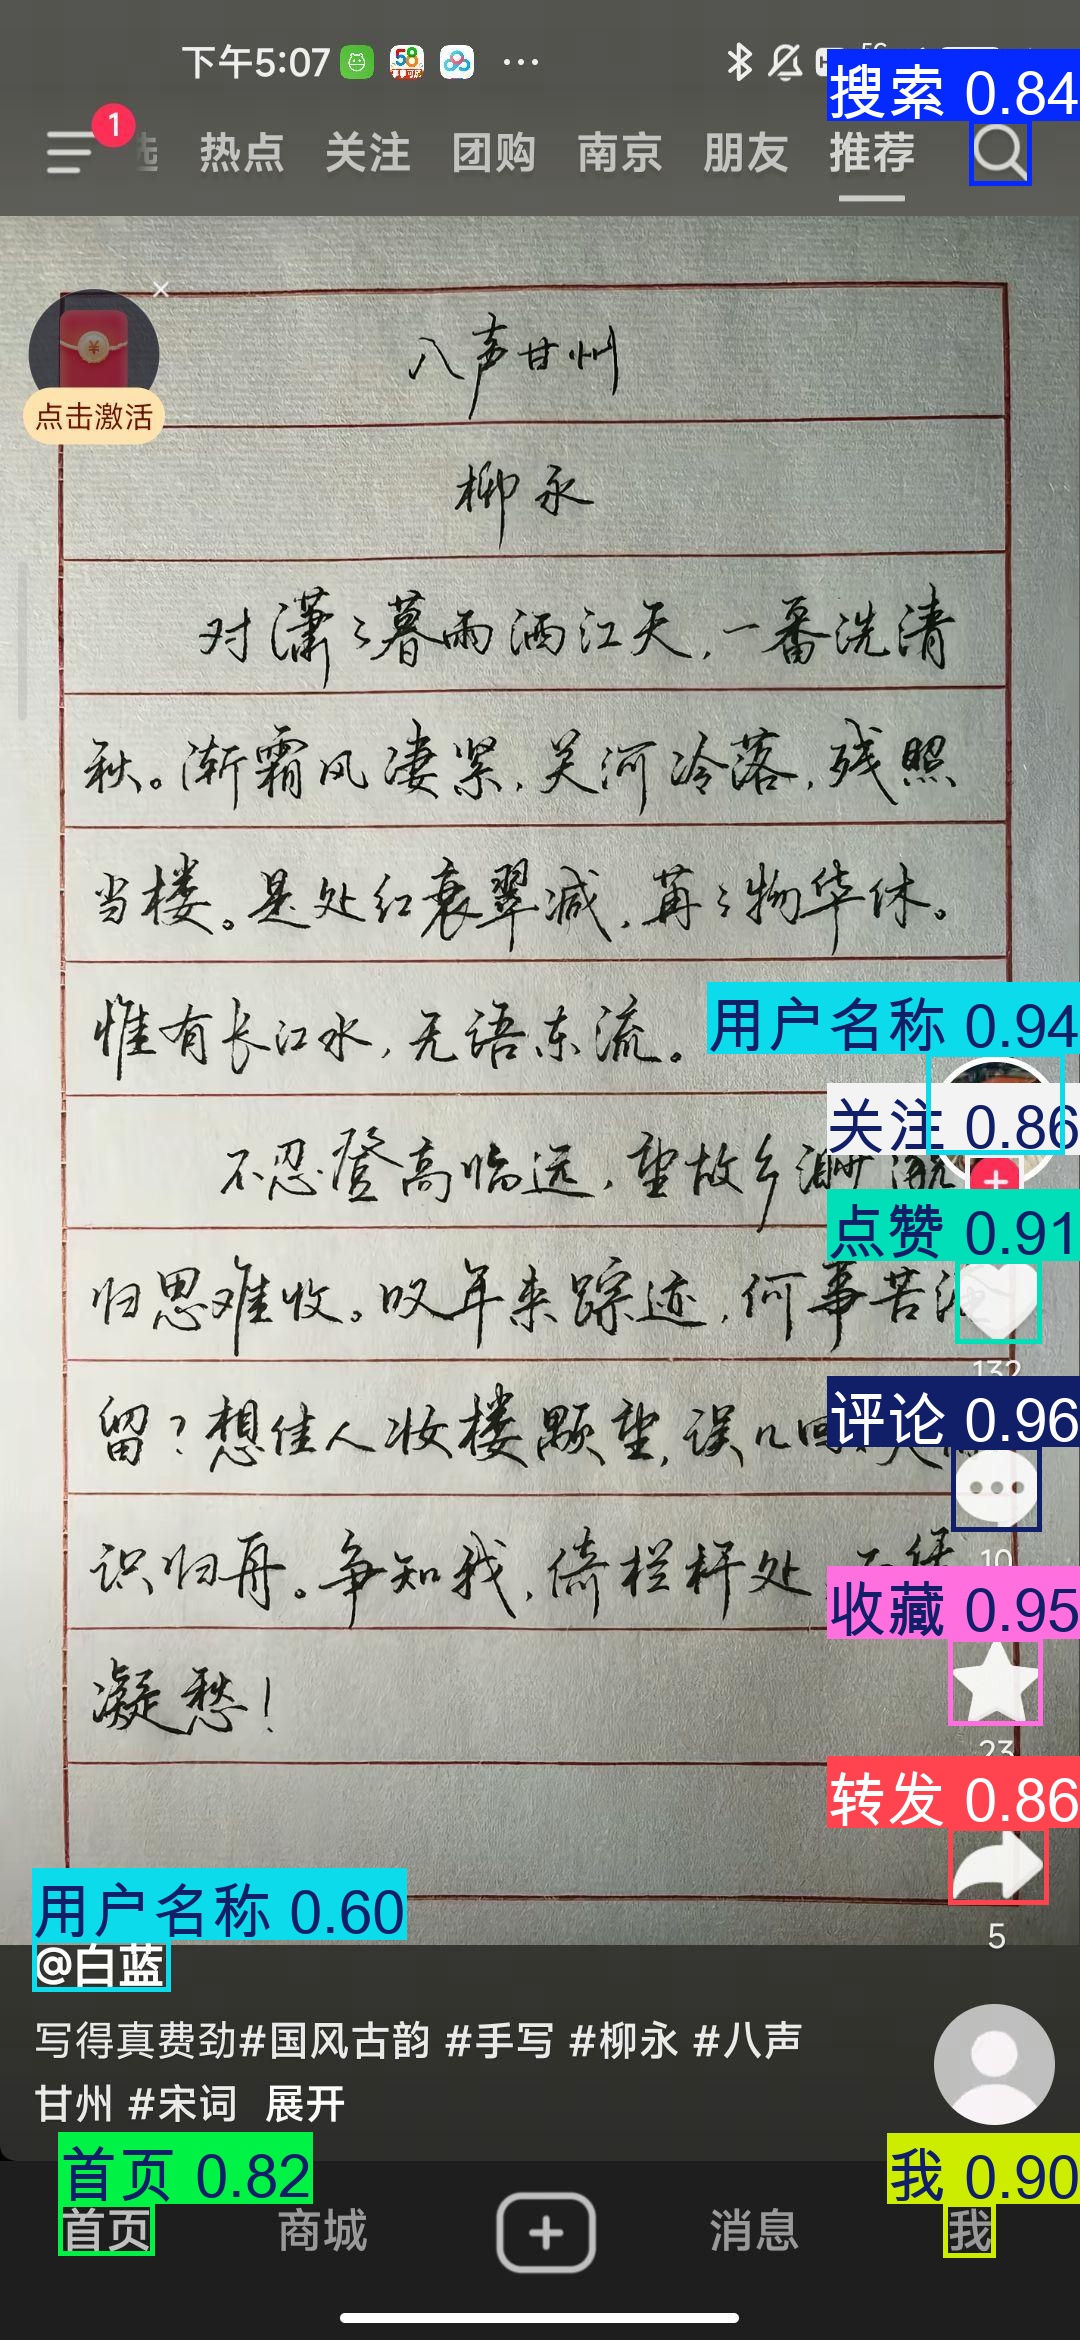 下午5:07 58 ...
搜索 0.84
1 热点 关注 团购 南京 朋友 推荐
×
点击激活
八声甘州
柳永
对潇々暮雨洒江天,一番洗清
秋。渐霜风凄紧,关河冷落,残照
当楼。是处红衰翠减,苒々物华休。
惟有长江水,无语东流。
用户名称 0.94
关注 0.86
不忍登高临远,望故乡渺
点赞 0.91
归思难收。叹年来踪迹,何事苦淹
132
评论 0.96
留?想佳人妆楼颙望,误几回
10
识归舟。争知我,倚栏杆处
收藏 0.95
凝愁!
23
转发 0.86
5
用户名称 0.60
@白蓝
写得真费劲#国风古韵 #手写 #柳永 #八声
甘州 #宋词 展开
首页 0.82
我 0.90
首页 商城 消息 我